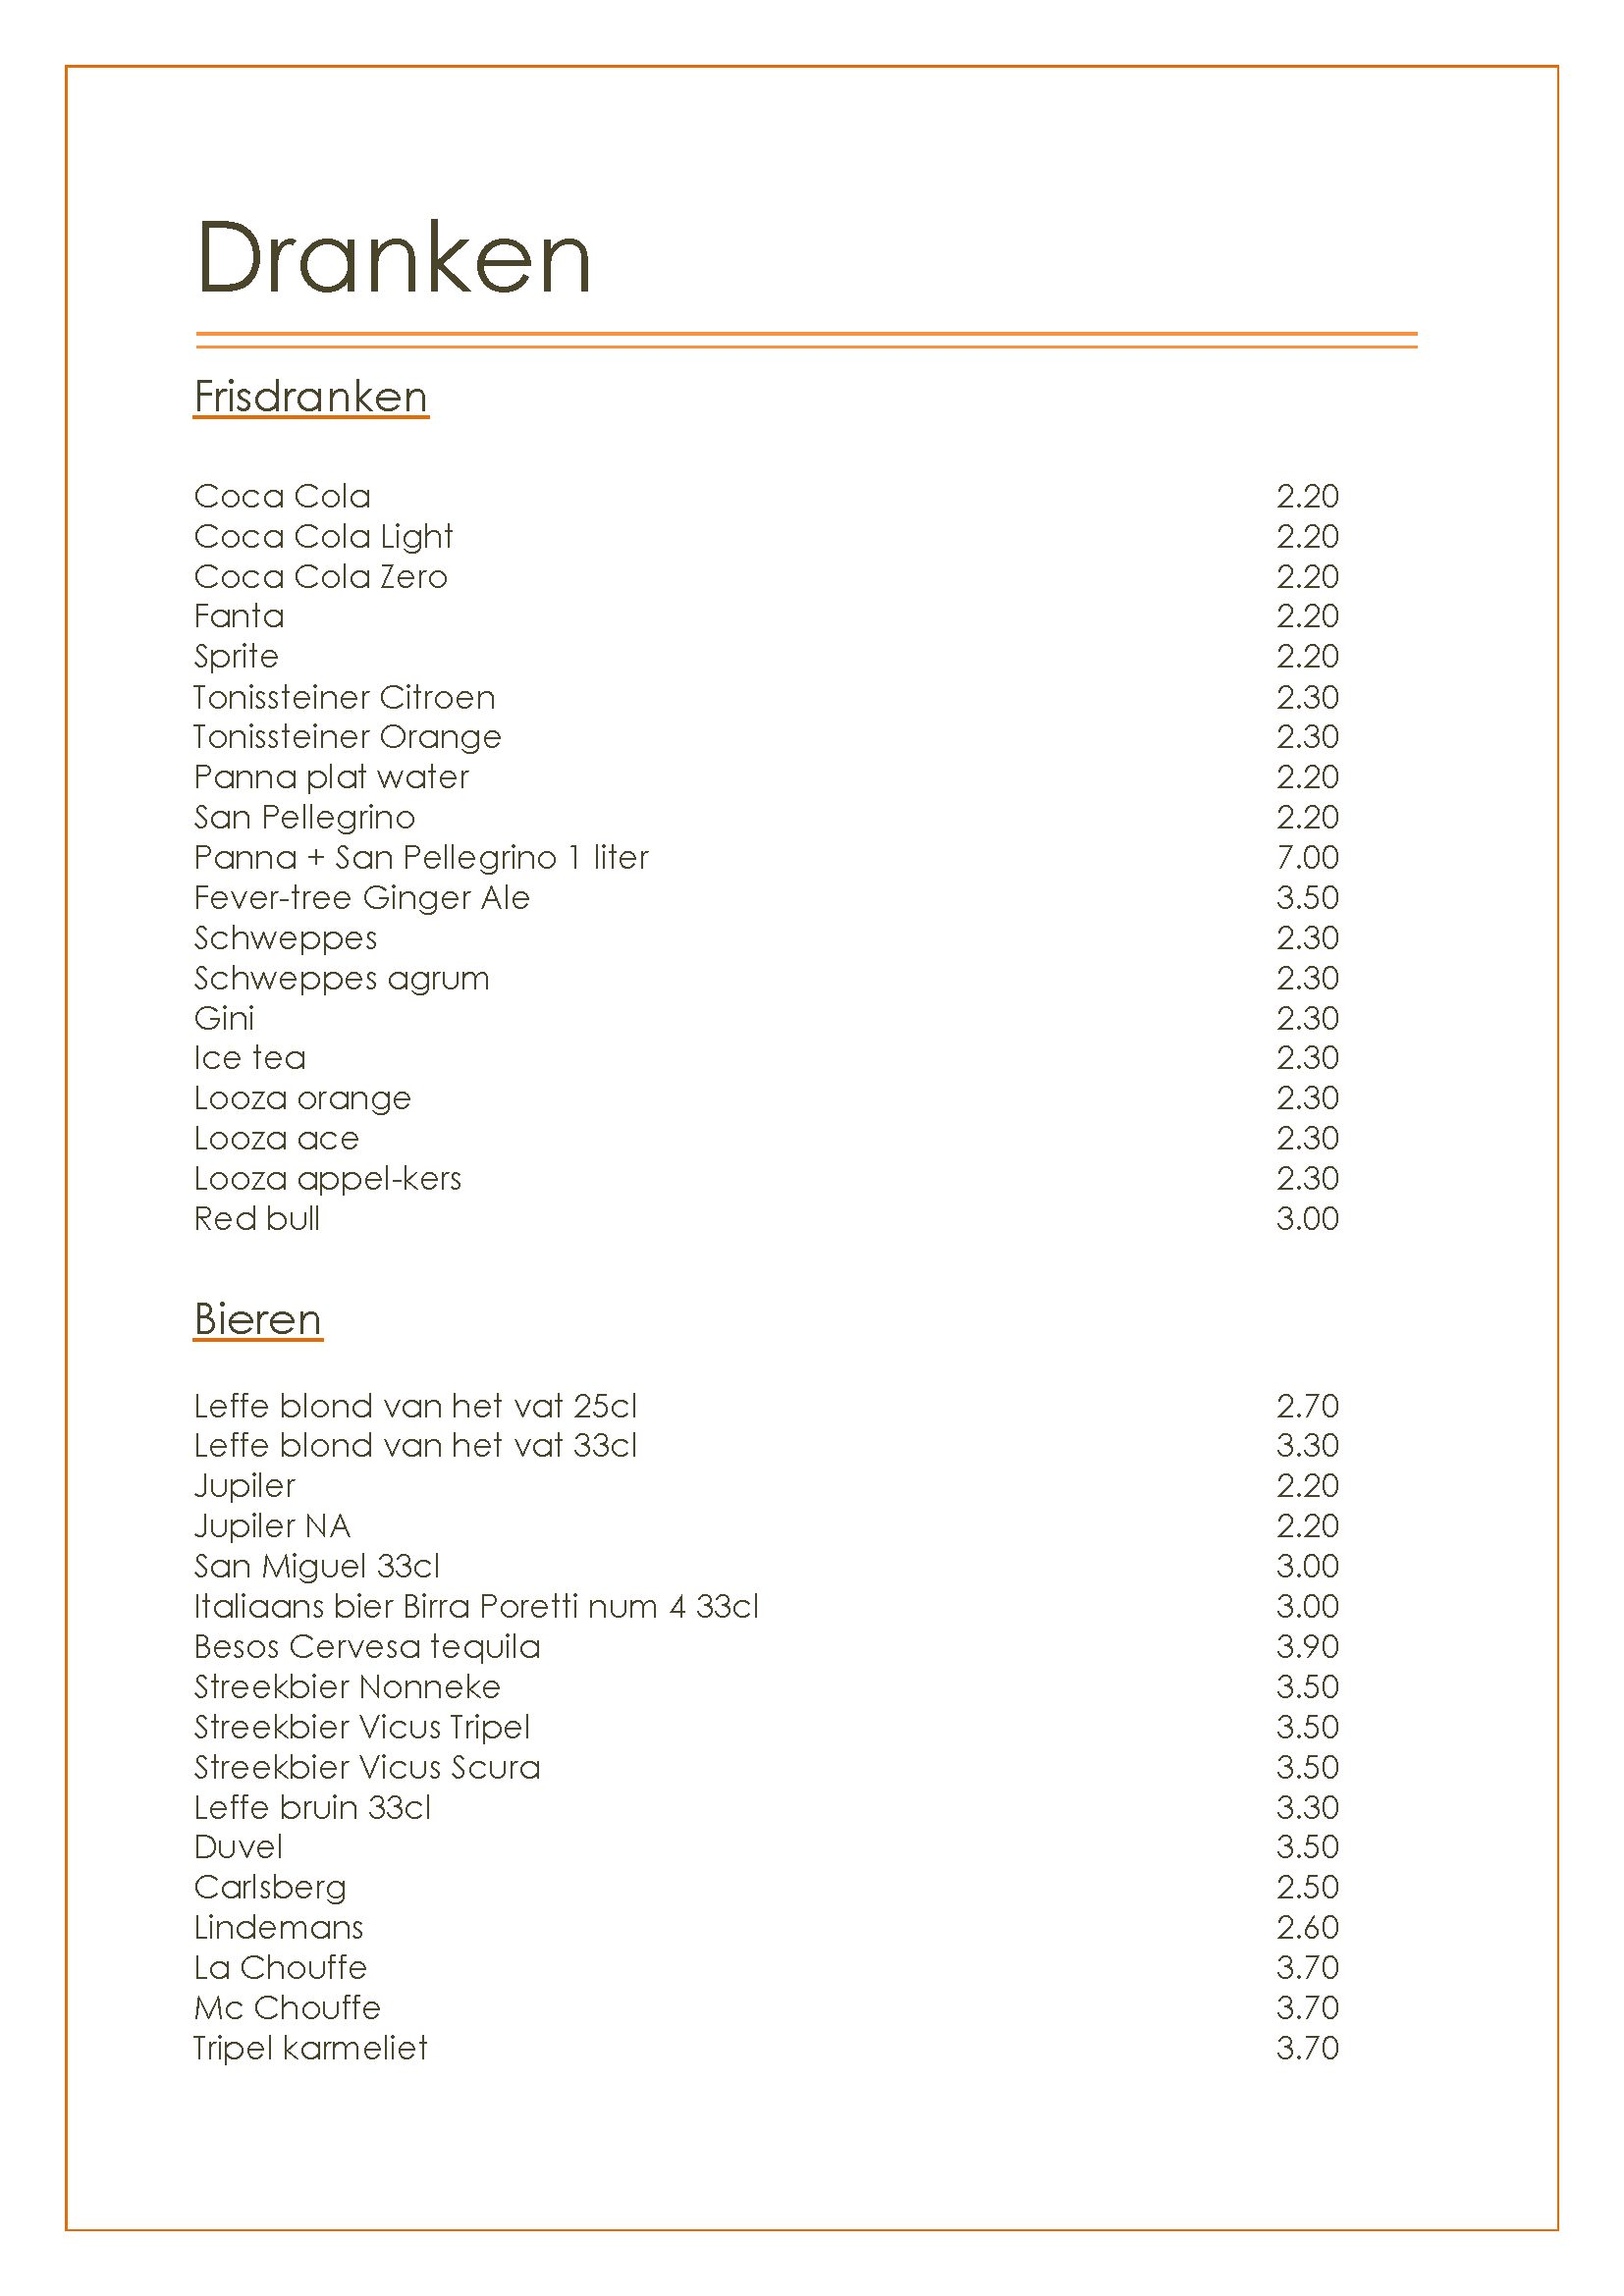 Dranken
Frisdranken
Coca Cola 2.20
Coca Cola Light 2.20
Coca Cola Zero 2.20
Fanta 2.20
Sprite 2.20
Tonissteiner Citroen 2.30
Tonissteiner Orange 2.30
Panna plat water 2.20
San Pellegrino 2.20
Panna + San Pellegrino 1 liter 7.00
Fever-tree Ginger Ale 3.50
Schweppes 2.30
Schweppes agrum 2.30
Gini 2.30
Ice tea 2.30
Looza orange 2.30
Looza ace 2.30
Looza appel-kers 2.30
Red bull 3.00
Bieren
Leffe blond van het vat 25cl 2.70
Leffe blond van het vat 33cl 3.30
Jupiler 2.20
Jupiler NA 2.20
San Miguel 33cl 3.00
Italiaans bier Birra Poretti num 4 33cl 3.00
Besos Cervesa tequila 3.90
Streekbier Nonneke 3.50
Streekbier Vicus Tripel 3.50
Streekbier Vicus Scura 3.50
Leffe bruin 33cl 3.30
Duvel 3.50
Carlsberg 2.50
Lindemans 2.60
La Chouffe 3.70
Mc Chouffe 3.70
Tripel karmeliet 3.70